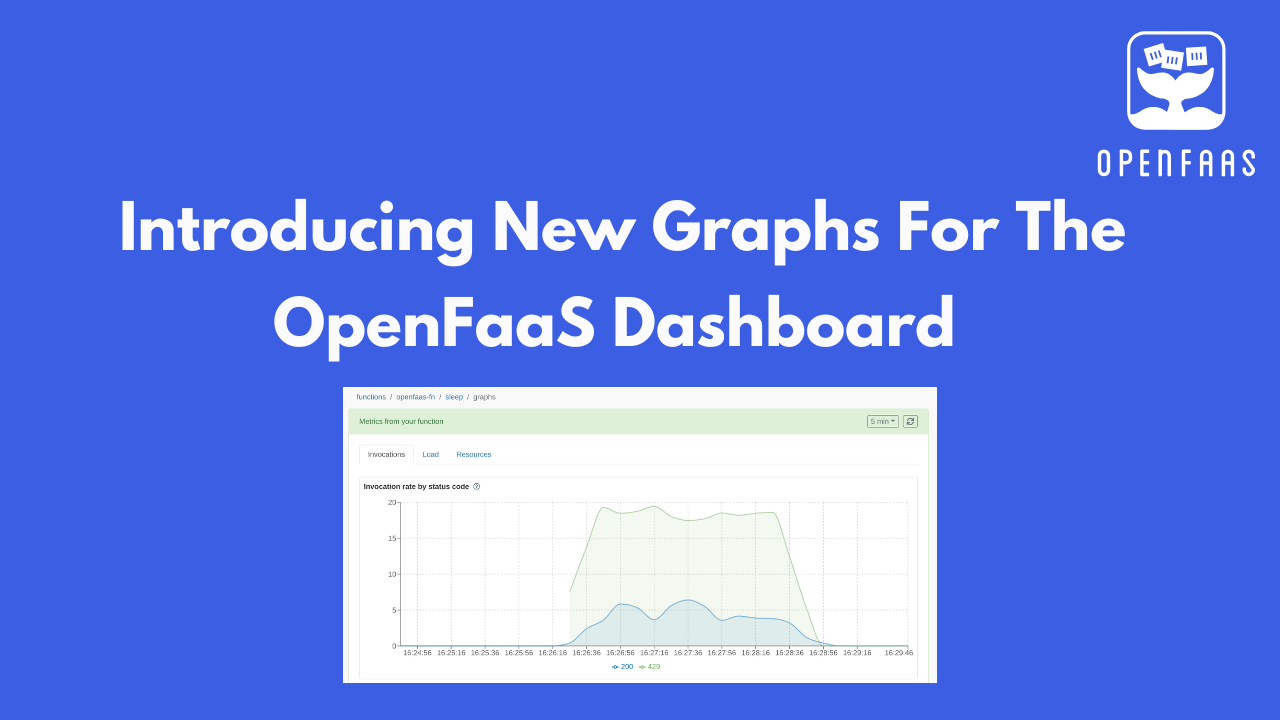 OPENFAAS
Introducing New Graphs For The
OpenFaaS Dashboard
functions / openfaas-fn / sleep / graphs
Metrics from your function 5 min
Invocations Load Resources
Invocation rate by status code ?
20
15
10
5
0
16:24:56 16:25:16 16:25:36 16:25:56 16:26:16 16:26:36 16:26:56 16:27:16 16:27:36 16:27:56 16:28:16 16:28:36 16:28:56 16:29:16 16:29:46
200 429